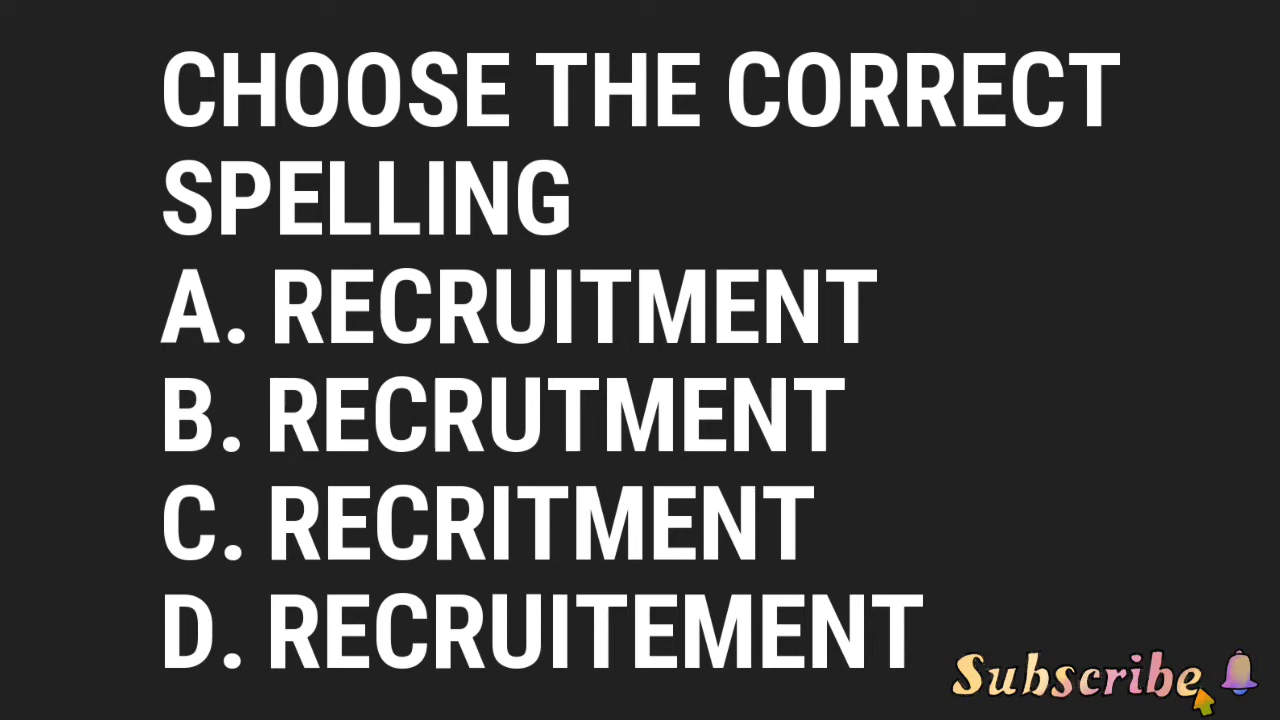 CHOOSE THE CORRECT
SPELLING
A. RECRUITMENT
B. RECRUTMENT
C. RECRITMENT
D. RECRUITEMENT
Subscribe